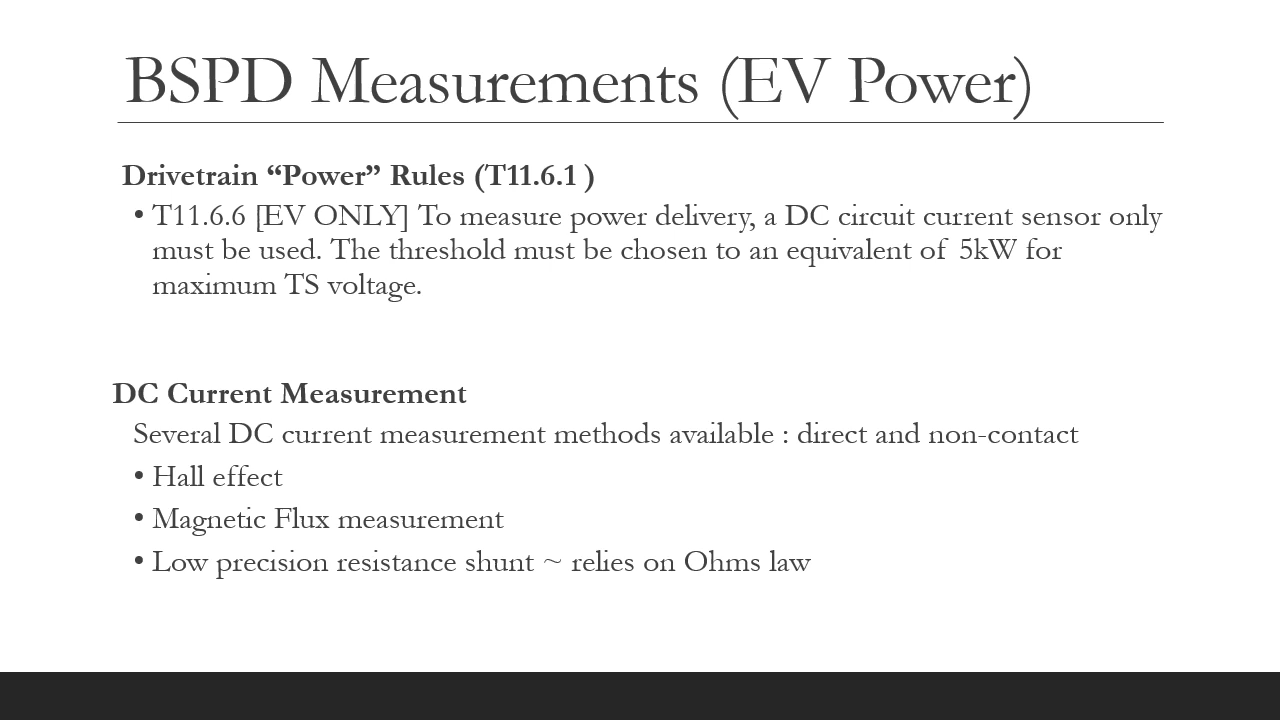 BSPD Measurements (EV Power)
Drivetrain “Power” Rules (T11.6.1 )
• T11.6.6 [EV ONLY] To measure power delivery, a DC circuit current sensor only
must be used. The threshold must be chosen to an equivalent of 5kW for
maximum TS voltage.
DC Current Measurement
Several DC current measurement methods available : direct and non-contact
• Hall effect
• Magnetic Flux measurement
• Low precision resistance shunt ~ relies on Ohms law